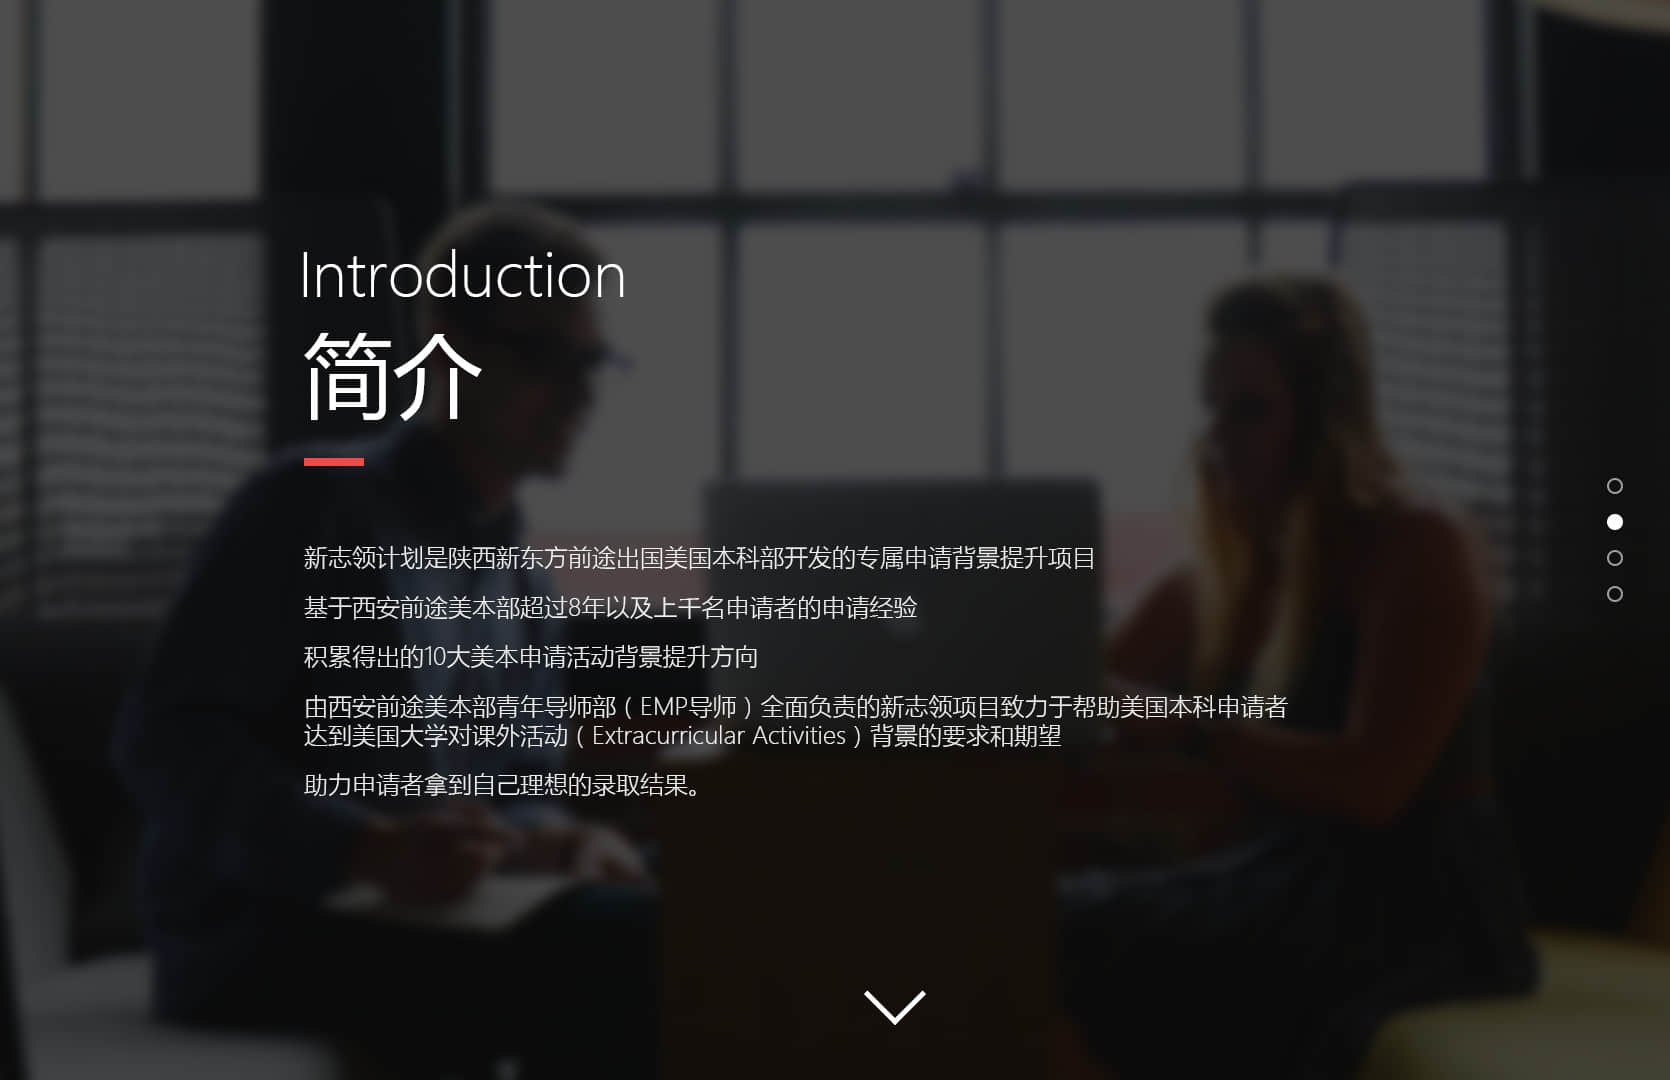 Introduction
简介
新志领计划是陕西新东方前途出国美国本科部开发的专属申请背景提升项目
基于西安前途美本部超过8年以及上千名申请者的申请经验
积累得出的10大美本申请活动背景提升方向
由西安前途美本部青年导师部（EMP导师）全面负责的新志领项目致力于帮助美国本科申请者
达到美国大学对课外活动（Extracurricular Activities）背景的要求和期望
助力申请者拿到自己理想的录取结果。